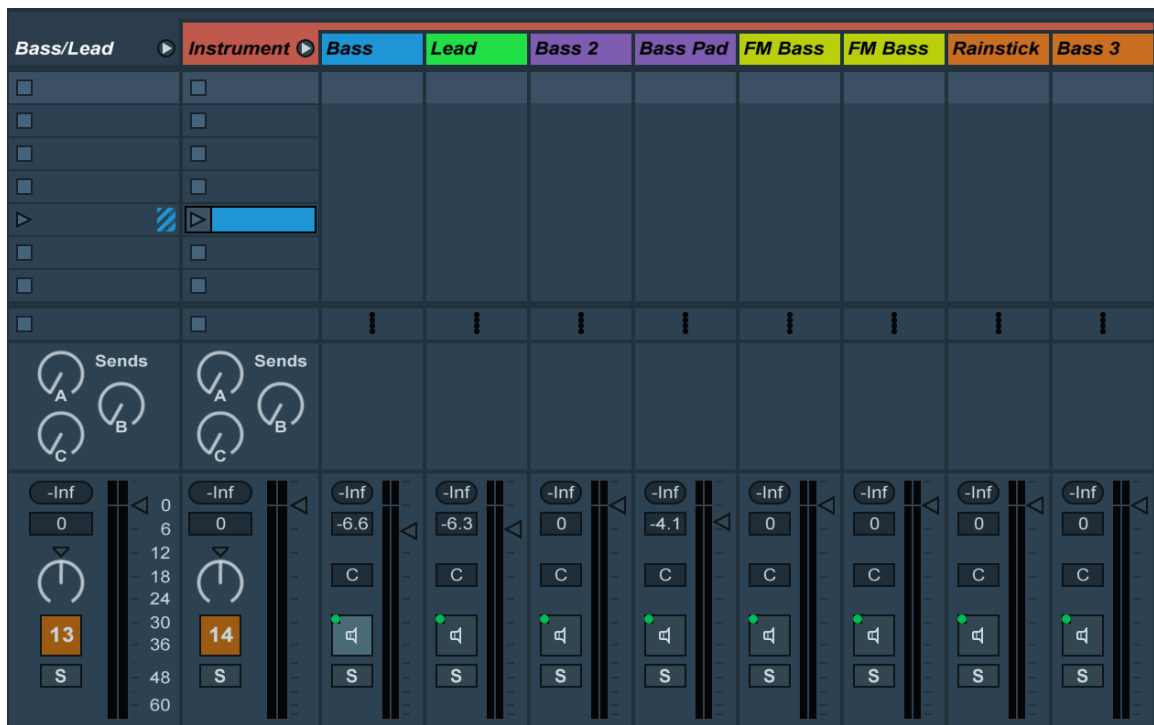 Bass/Lead Instrument Bass Lead Bass 2 Bass Pad FM Bass FM Bass Rainstick Bass 3
Sends Sends
A A
B B
C C
-Inf -Inf -Inf -Inf -Inf -Inf -Inf -Inf -Inf -Inf
0
0 0 -6.6 -6.3 0 -4.1 0 0 0 0
6
12
18
C C C C C C C C
24
30
13 14
36
S S S S S S S S S S
48
60